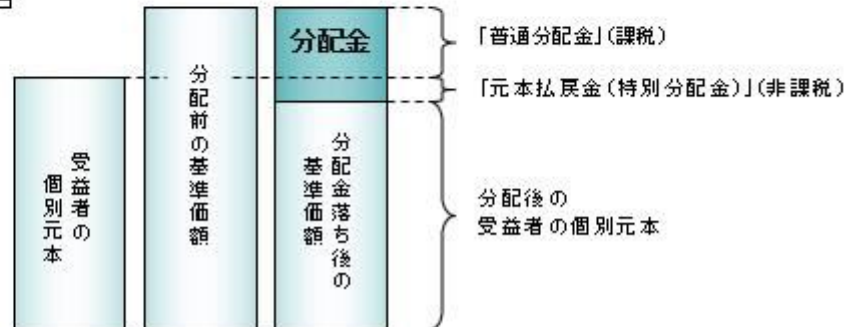 受益者の
個別元本
分配前の基準価額
分配金
分配金落ち後の
基準価額
「普通分配金」(課税)
「元本払戻金(特別分配金)」(非課税)
分配後の
受益者の個別元本